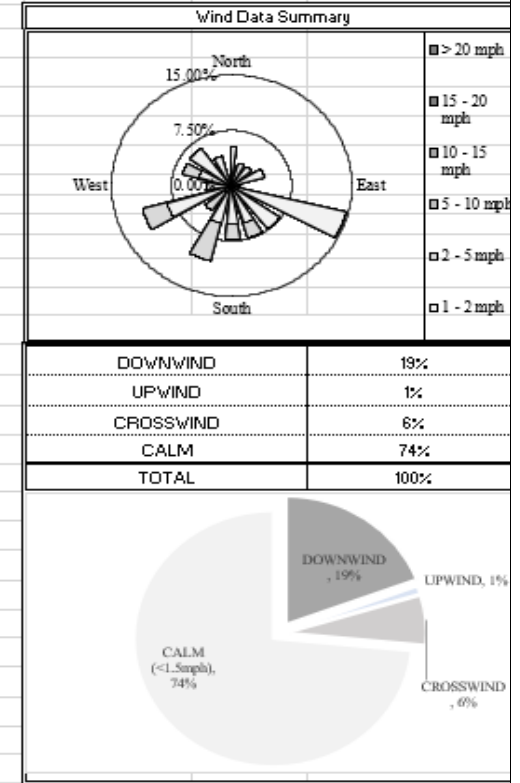 Wind Data Summary
North
15.00%
7.50%
West
0.00%
East
South
> 20 mph
15 - 20
mph
10 - 15
mph
5 - 10 mph
2 - 5 mph
1 - 2 mph
DOWNWIND 19%
UPWIND 1%
CROSSWIND 6%
CALM 74%
TOTAL 100%
DOWNWIND
, 19%
UPWIND, 1%
CALM
(<1.5mph),
74%
CROSSWIND
, 6%